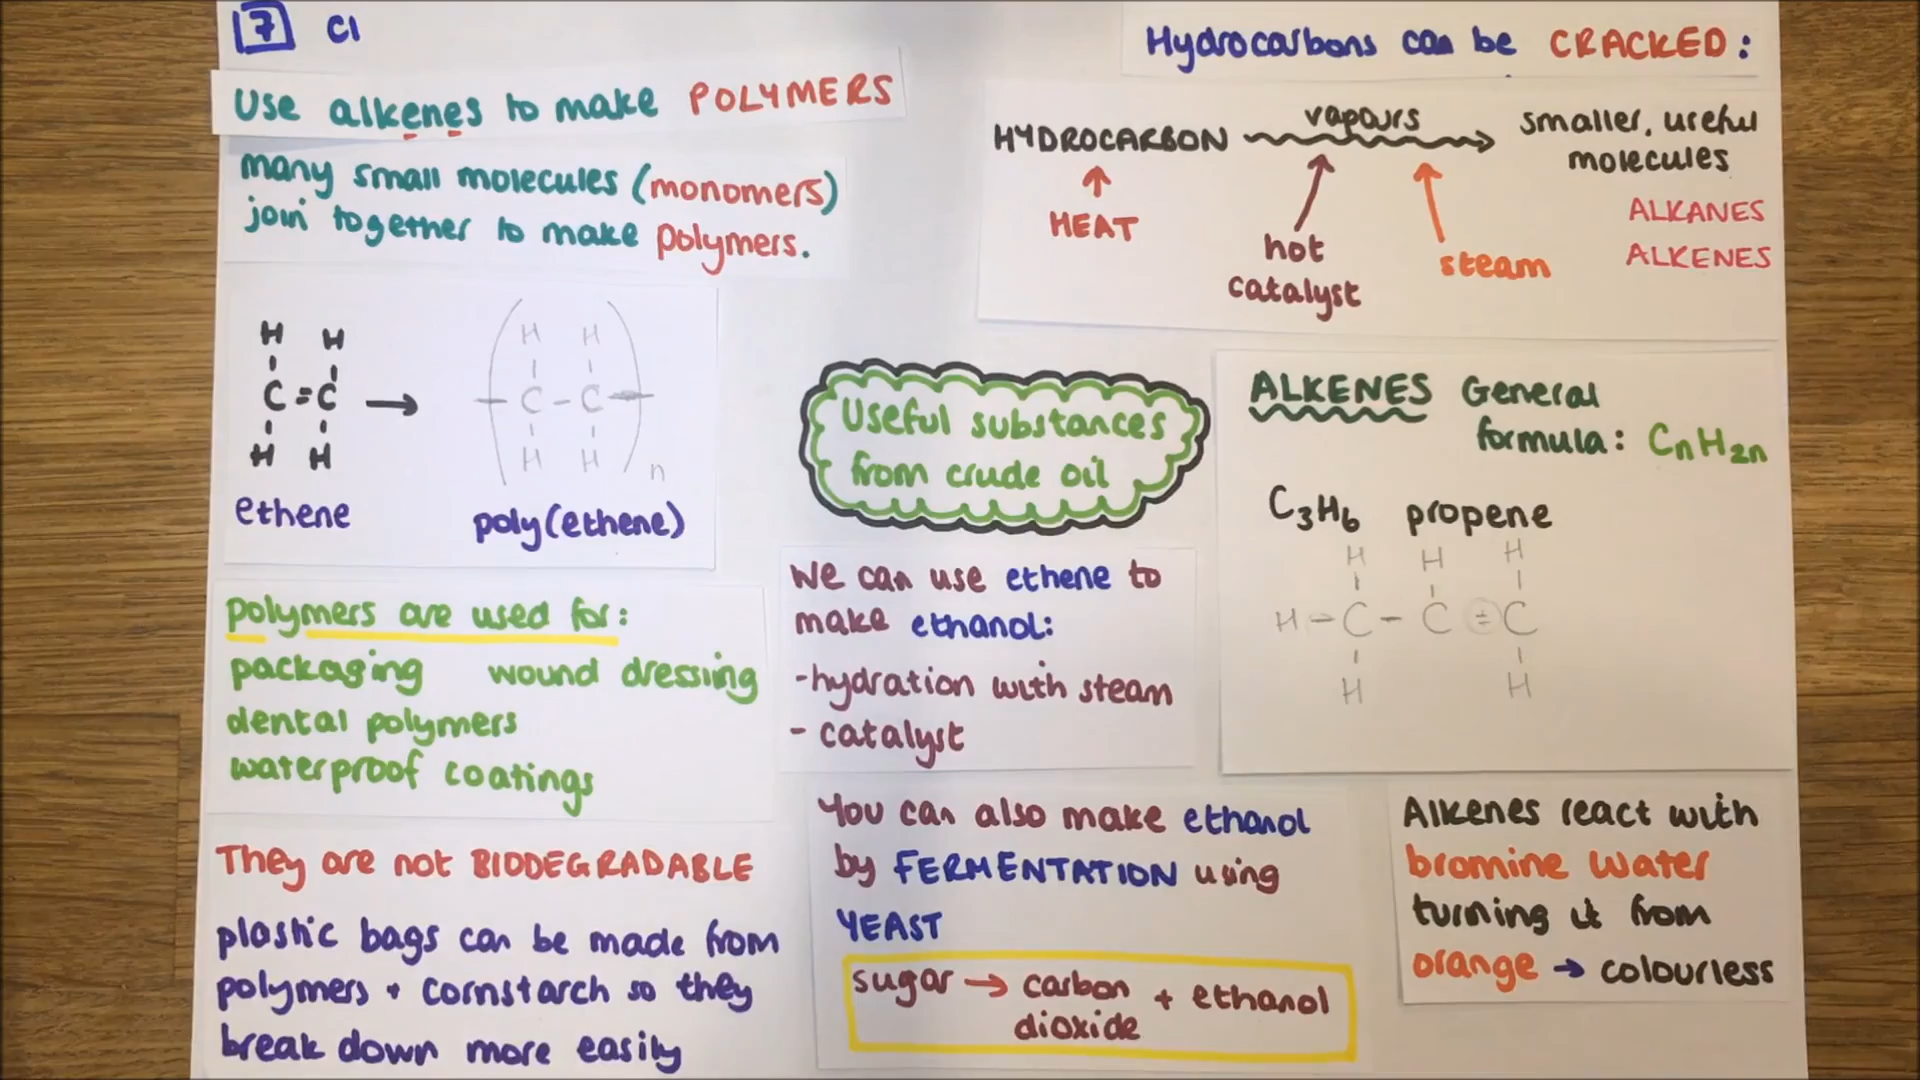 7 C1
Use alkenes to make POLYMERS
many small molecules (monomers)
join together to make polymers.
H H H H
C=C → C-C
H H H H n
ethene poly(ethene)
polymers are used for:
packaging wound dressing
dental polymers
waterproof coatings
They are not BIODEGRADABLE
plastic bags can be made from
polymers + cornstarch so they
break down more easily
Useful substances
from crude oil
We can use ethene to
make ethanol:
-hydration with steam
- catalyst
You can also make ethanol
by FERMENTATION using
YEAST
sugar → carbon + ethanol
dioxide
Hydrocarbons can be CRACKED:
HYDROCARBON vapours smaller, useful
molecules
HEAT hot steam ALKANES
catalyst ALKENES
ALKENES General
formula: CnH2n
C3H6 propene
H H H
H-C-C=C
H H
Alkenes react with
bromine water
turning it from
orange → colourless